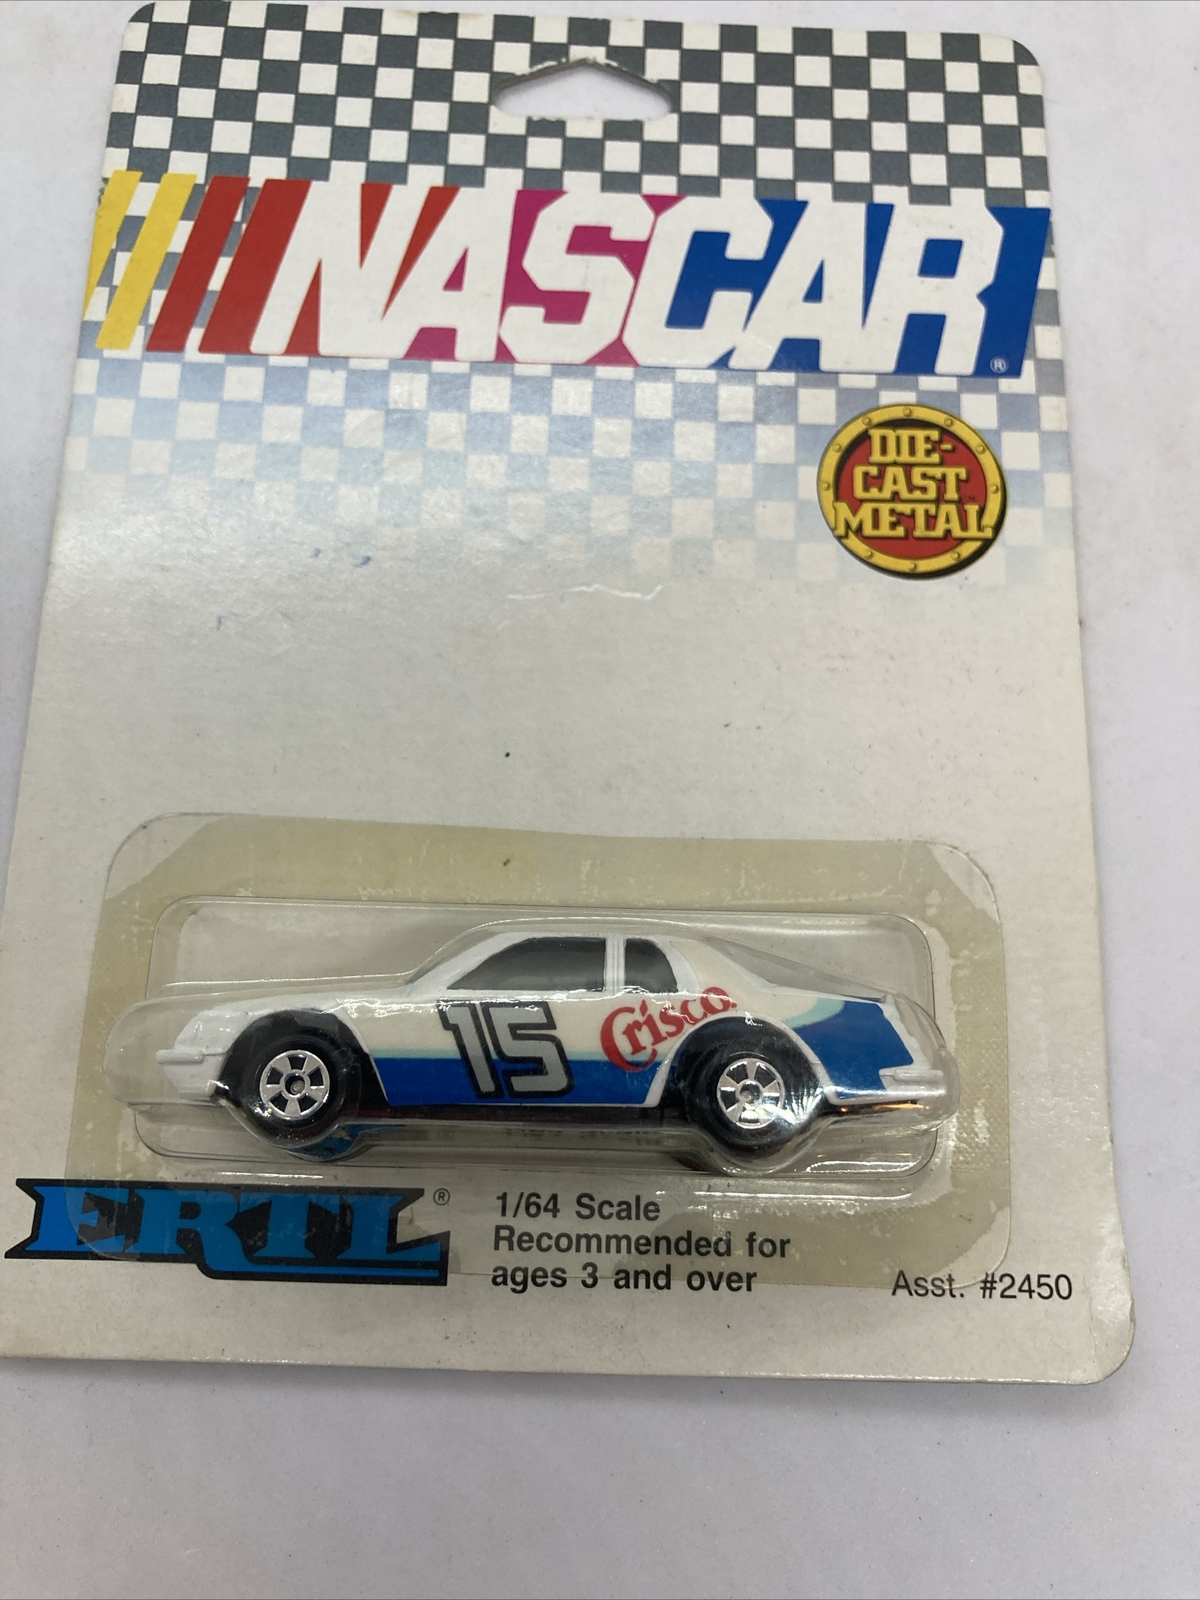 NASCAR®
DIE-
CAST
METAL
15
Crisco
ERTL®
1/64 Scale
Recommended for
ages 3 and over
Asst. #2450